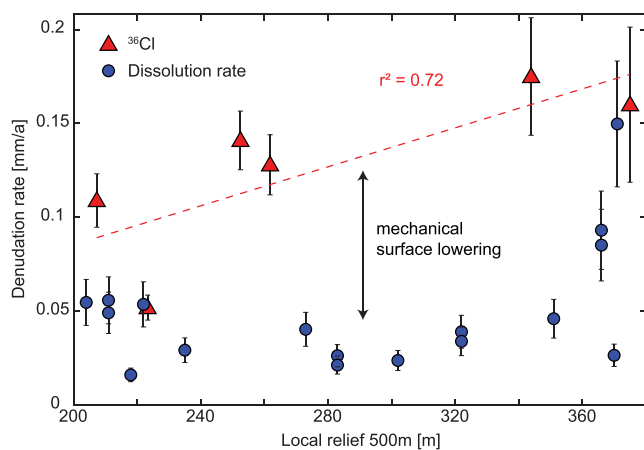 0.2
0.15
0.1
0.05
0
Denudation rate [mm/a]
³⁶Cl
Dissolution rate
r² = 0.72
mechanical
surface lowering
200
240
280
320
360
Local relief 500m [m]